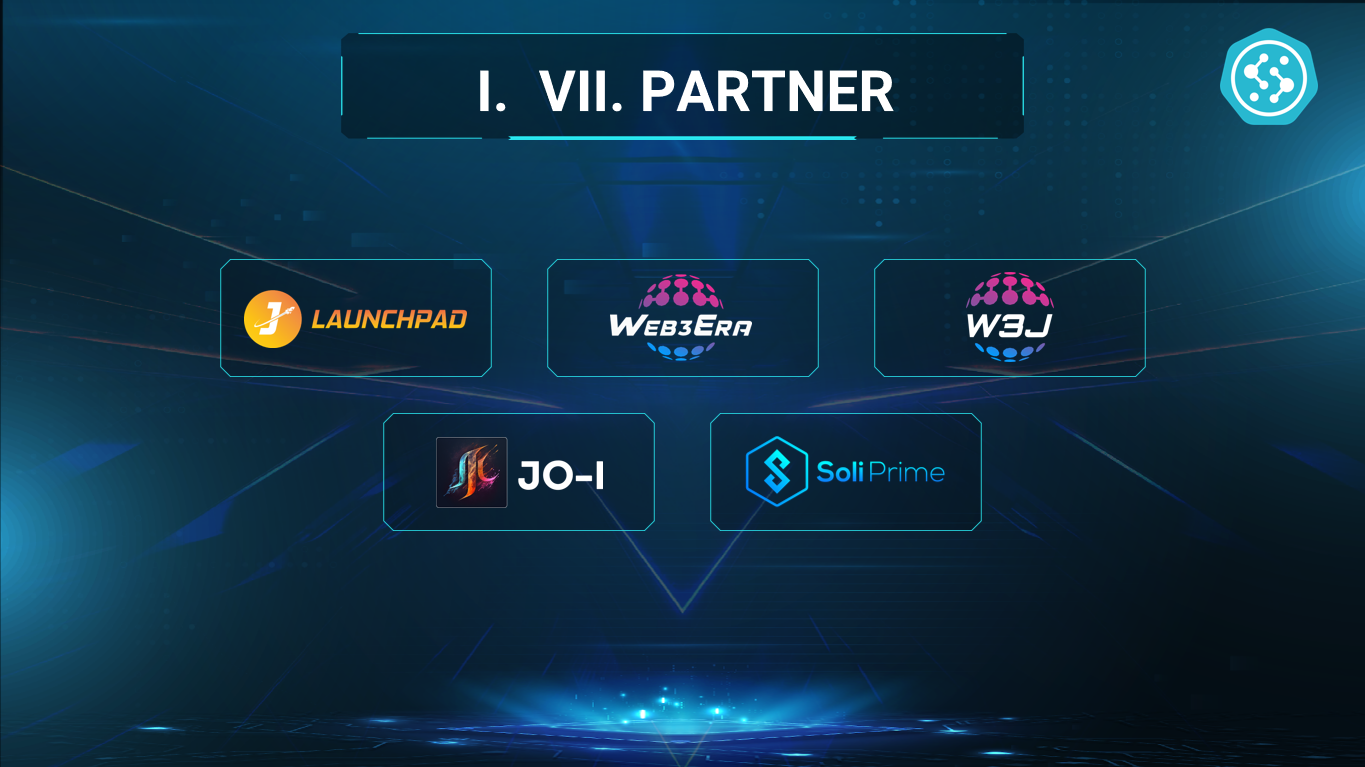 I. VII. PARTNER
J LAUNCHPAD
WEB3ERA
W3J
JO-I
Soli Prime